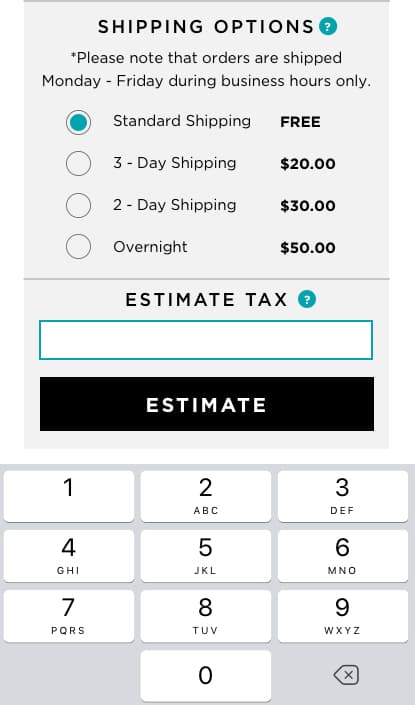 SHIPPING OPTIONS ?
*Please note that orders are shipped
Monday - Friday during business hours only.
Standard Shipping FREE
3 - Day Shipping $20.00
2 - Day Shipping $30.00
Overnight $50.00
ESTIMATE TAX ?
ESTIMATE
1 2 3
ABC DEF
4 5 6
GHI JKL MNO
7 8 9
PQRS TUV WXYZ
0